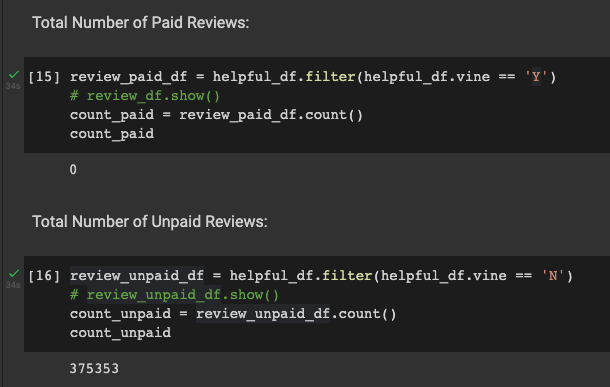 Total Number of Paid Reviews:
[15] review_paid_df = helpful_df.filter(helpful_df.vine == 'Y')
34s
# review_df.show()
count_paid = review_paid_df.count()
count_paid
0
Total Number of Unpaid Reviews:
[16] review_unpaid_df = helpful_df.filter(helpful_df.vine == 'N')
34s
# review_unpaid_df.show()
count_unpaid = review_unpaid_df.count()
count_unpaid
375353